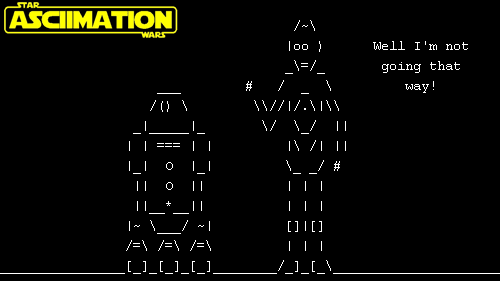 STAR
ASCIIMATION
WARS
Well I'm not
going that
way!